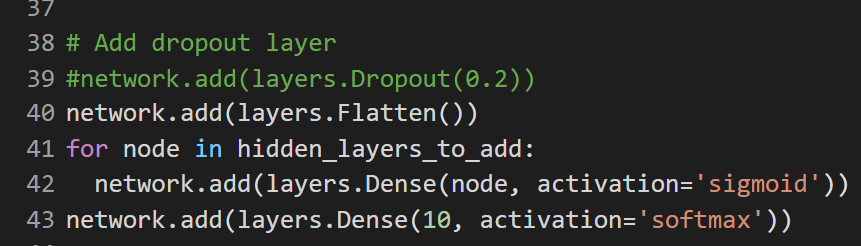 37
38 # Add dropout layer
39 #network.add(layers.Dropout(0.2))
40 network.add(layers.Flatten())
41 for node in hidden_layers_to_add:
42   network.add(layers.Dense(node, activation='sigmoid'))
43 network.add(layers.Dense(10, activation='softmax'))